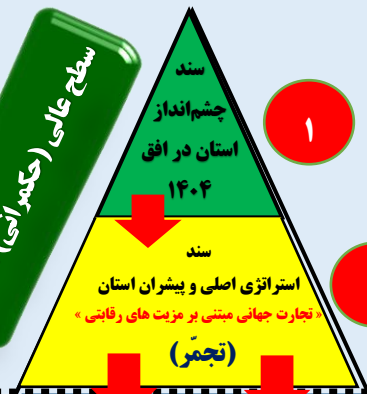 سطح عالی (حکمرانی)
سند
چشم‌انداز
استان در افق
۱۴۰۴
۱
سند
استراتژی اصلی و پیشران استان
« تجارت جهانی مبتنی بر مزیت های رقابتی »
(تجمّر)